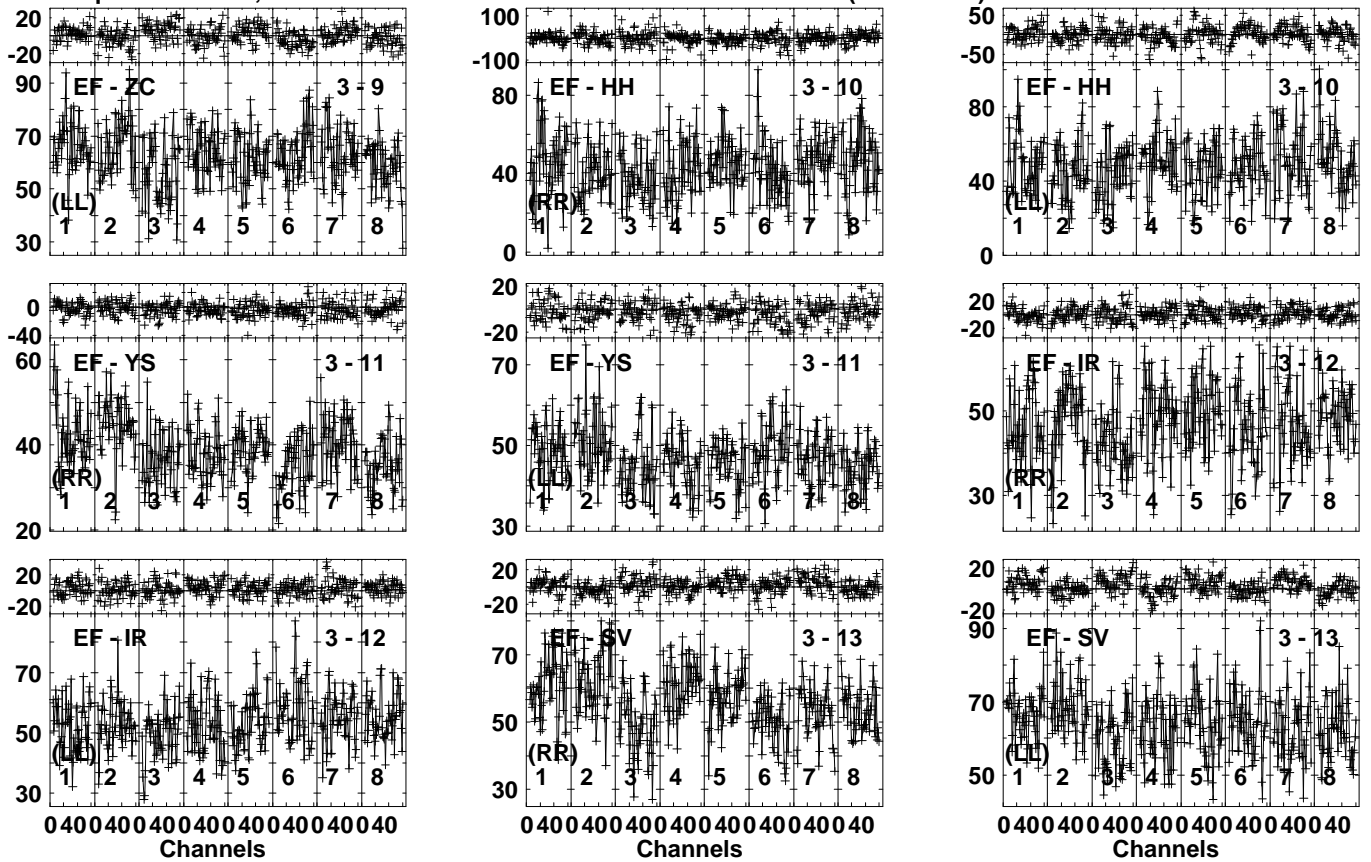 20 100 50
-20 -100 -50
90 EF - ZC 3 - 9 80 EF - HH 3 - 10 80 EF - HH 3 - 10
70
50 40 40
(LL) (RR) (LL)
1 2 3 4 5 6 7 8 1 2 3 4 5 6 7 8 1 2 3 4 5 6 7 8
30 0 0
0 20 20
-40 -20 -20
60 EF - YS 3 - 11 70 EF - YS 3 - 11 EF - IR 3 - 12
40 50 50
(RR) (LL) (RR)
1 2 3 4 5 6 7 8 1 2 3 4 5 6 7 8 30 1 2 3 4 5 6 7 8
20 30
20 20 20
-20 -20 -20
EF - IR 3 - 12 70 EF - SV 3 - 13 90 EF - SV 3 - 13
70 70
50 50
(LL) (RR) (LL)
1 2 3 4 5 6 7 8 1 2 3 4 5 6 7 8 50 1 2 3 4 5 6 7 8
30 30
0 40 0 40 0 40 0 40 0 40 0 40 0 40 0 40 0 40 0 40 0 40 0 40 0 40 0 40 0 40 0 40 0 40 0 40 0 40 0 40 0 40 0 40 0 40 0 40
Channels Channels Channels